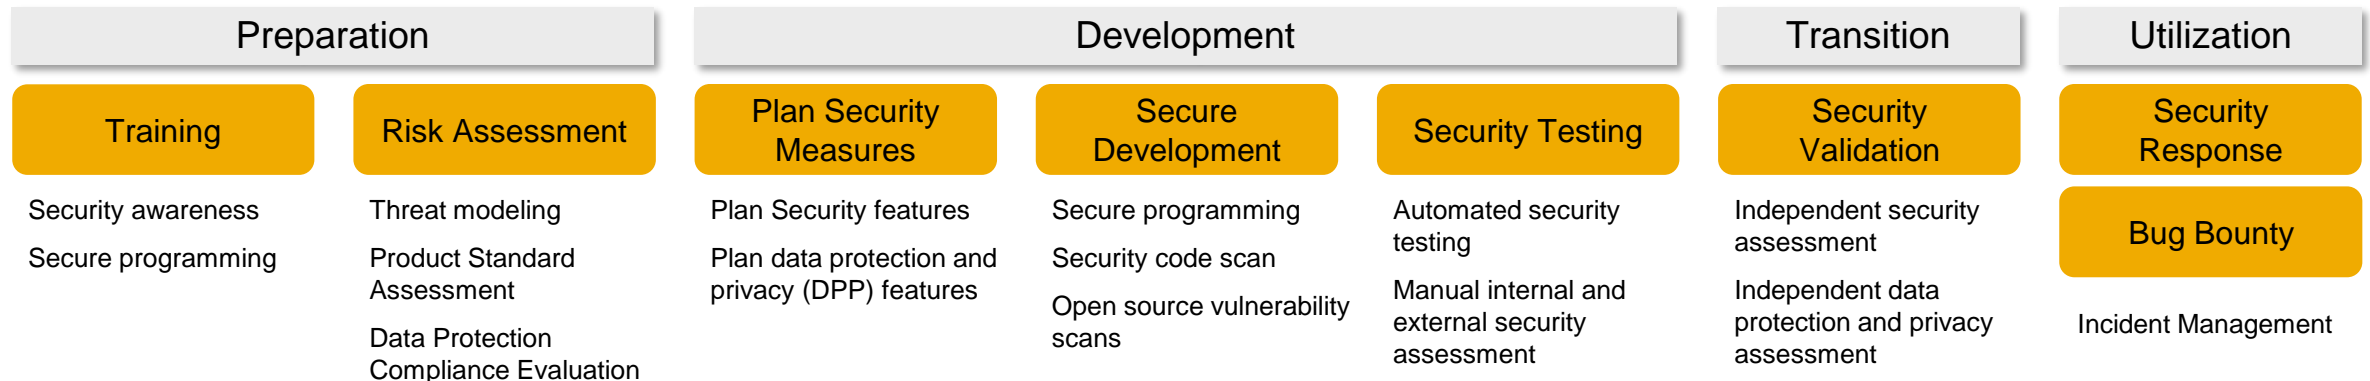 Preparation
Development
Transition
Utilization
Training
Risk Assessment
Plan Security
Measures
Secure
Development
Security Testing
Security
Validation
Security
Response
Bug Bounty
Security awareness
Secure programming
Threat modeling
Product Standard
Assessment
Data Protection
Compliance Evaluation
Plan Security features
Plan data protection and
privacy (DPP) features
Secure programming
Security code scan
Open source vulnerability
scans
Automated security
testing
Manual internal and
external security
assessment
Independent security
assessment
Independent data
protection and privacy
assessment
Incident Management